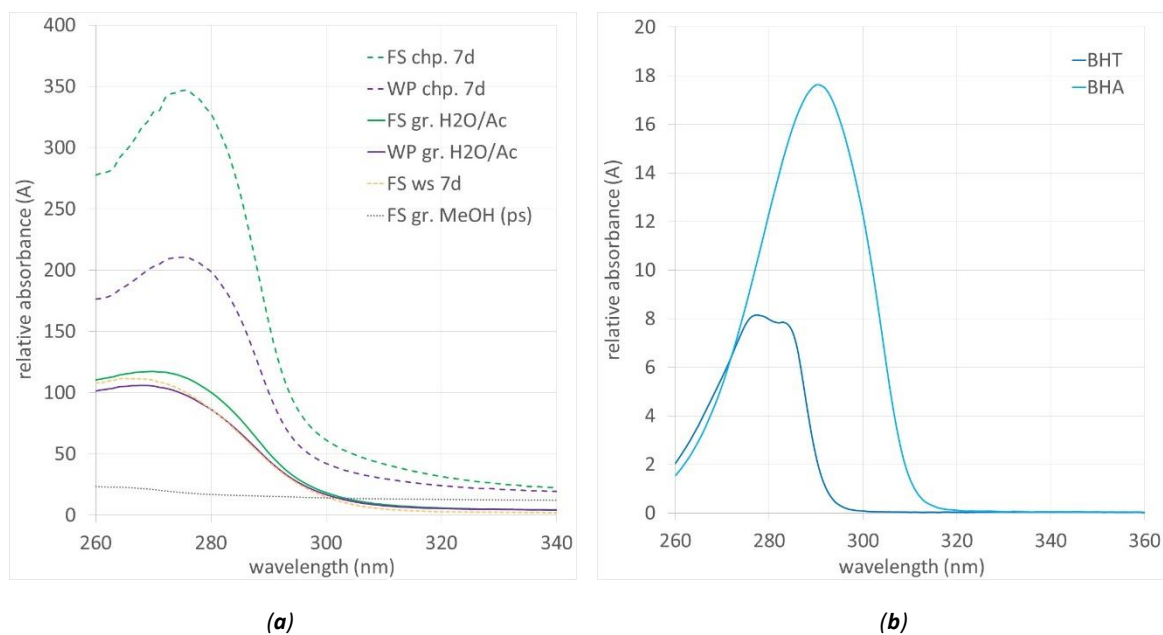 400
350
300
250
200
150
100
50
0
relative absorbance (A)
FS chp. 7d
WP chp. 7d
FS gr. H2O/Ac
WP gr. H2O/Ac
FS ws 7d
FS gr. MeOH (ps)
260 280 300 320 340
wavelength (nm)
(a)
20
18
16
14
12
10
8
6
4
2
0
relative absorbance (A)
BHT
BHA
260 280 300 320 340 360
wavelength (nm)
(b)